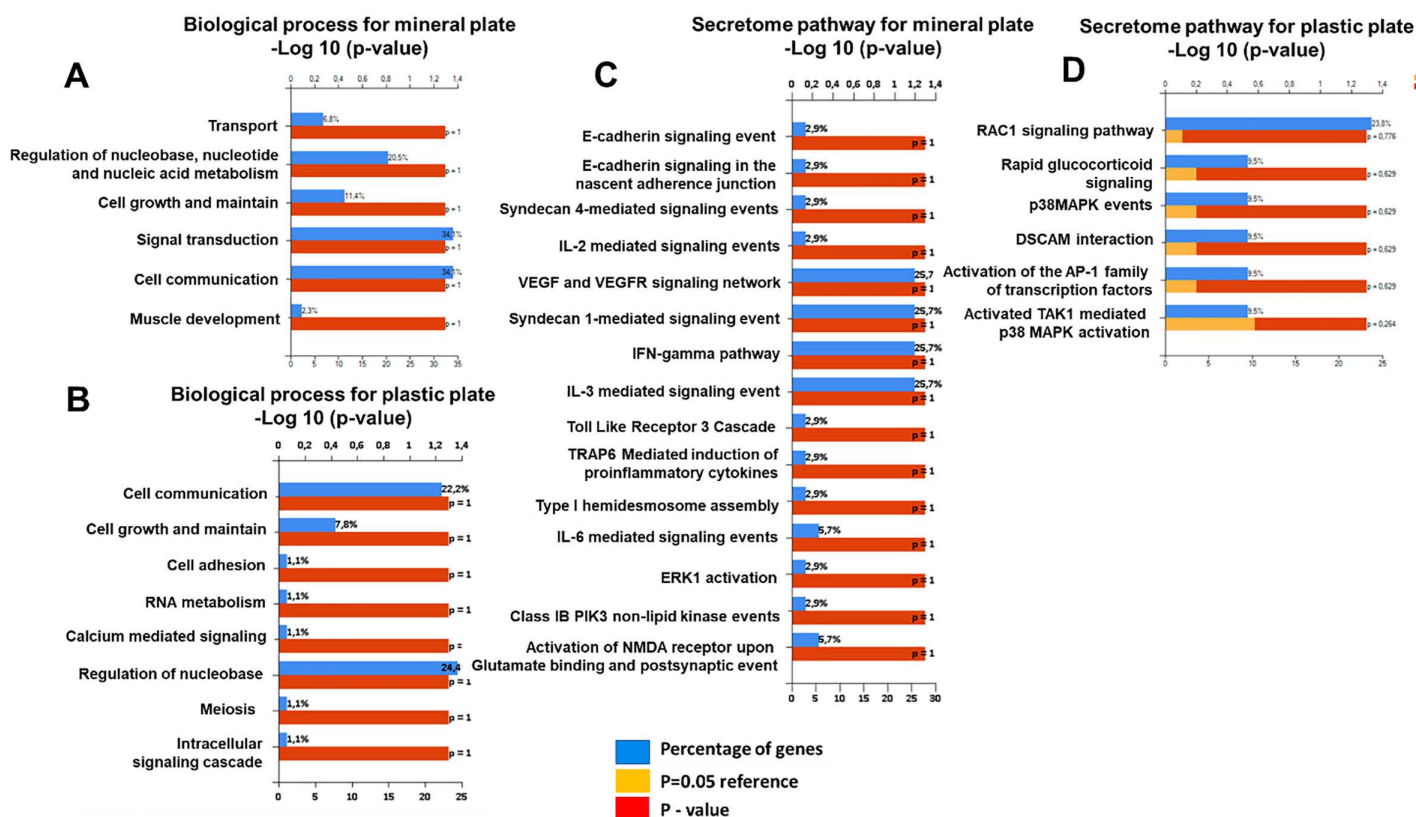 A
Biological process for mineral plate
-Log 10 (p-value)
0 0,2 0,4 0,6 0,8 1 1,2 1,4
Transport
6,8%
p = 1
Regulation of nucleobase, nucleotide
and nucleic acid metabolism
20,5%
p = 1
Cell growth and maintain
11,4%
p = 1
Signal transduction
34,1%
p = 1
Cell communication
34,1%
p = 1
Muscle development
2,3%
p = 1
0 5 10 15 20 25 30 35
B
Biological process for plastic plate
-Log 10 (p-value)
0 0,2 0,4 0,6 0,8 1 1,2 1,4
Cell communication
22,2%
p = 1
Cell growth and maintain
7,8%
p = 1
Cell adhesion
1,1%
p = 1
RNA metabolism
1,1%
p = 1
Calcium mediated signaling
1,1%
p =
Regulation of nucleobase
24,4
p = 1
Meiosis
1,1%
p = 1
Intracellular
signaling cascade
1,1%
p = 1
0 5 10 15 20 25
C
Secretome pathway for mineral plate
-Log 10 (p-value)
0 0,2 0,4 0,6 0,8 1 1,2 1,4
E-cadherin signaling event
2,9%
p = 1
E-cadherin signaling in the
nascent adherence junction
2,9%
p = 1
Syndecan 4-mediated signaling events
2,9%
p = 1
IL-2 mediated signaling events
2,9%
p = 1
VEGF and VEGFR signaling network
25,7
p = 1
Syndecan 1-mediated signaling event
25,7%
p = 1
IFN-gamma pathway
25,7%
p = 1
IL-3 mediated signaling event
25,7%
p = 1
Toll Like Receptor 3 Cascade
2,9%
p = 1
TRAP6 Mediated induction of
proinflammatory cytokines
2,9%
p = 1
Type I hemidesmosome assembly
2,9%
p = 1
IL-6 mediated signaling events
5,7%
p = 1
ERK1 activation
2,9%
p = 1
Class IB PIK3 non-lipid kinase events
2,9%
p = 1
Activation of NMDA receptor upon
Glutamate binding and postsynaptic event
5,7%
p = 1
0 5 10 15 20 25 30
D
Secretome pathway for plastic plate
-Log 10 (p-value)
0 0,2 0,4 0,6 0,8 1 1,2 1,4
RAC1 signaling pathway
23,8%
p = 0,776
Rapid glucocorticoid
signaling
9,5%
p = 0,629
p38MAPK events
9,5%
p = 0,629
DSCAM interaction
9,5%
p = 0,629
Activation of the AP-1 family
of transcription factors
9,5%
p = 0,629
Activated TAK1 mediated
p38 MAPK activation
9,5%
p = 0,264
0 5 10 15 20 25
Percentage of genes
P=0.05 reference
P - value